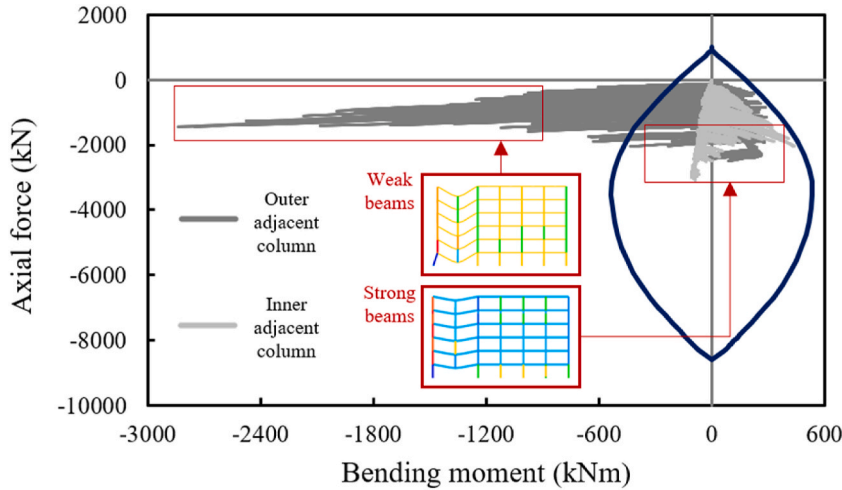 2000
0
-2000
-4000
-6000
-8000
-10000
Axial force (kN)
Outer
adjacent
column
Inner
adjacent
column
Weak
beams
Strong
beams
-3000 -2400 -1800 -1200 -600 0 600
Bending moment (kNm)